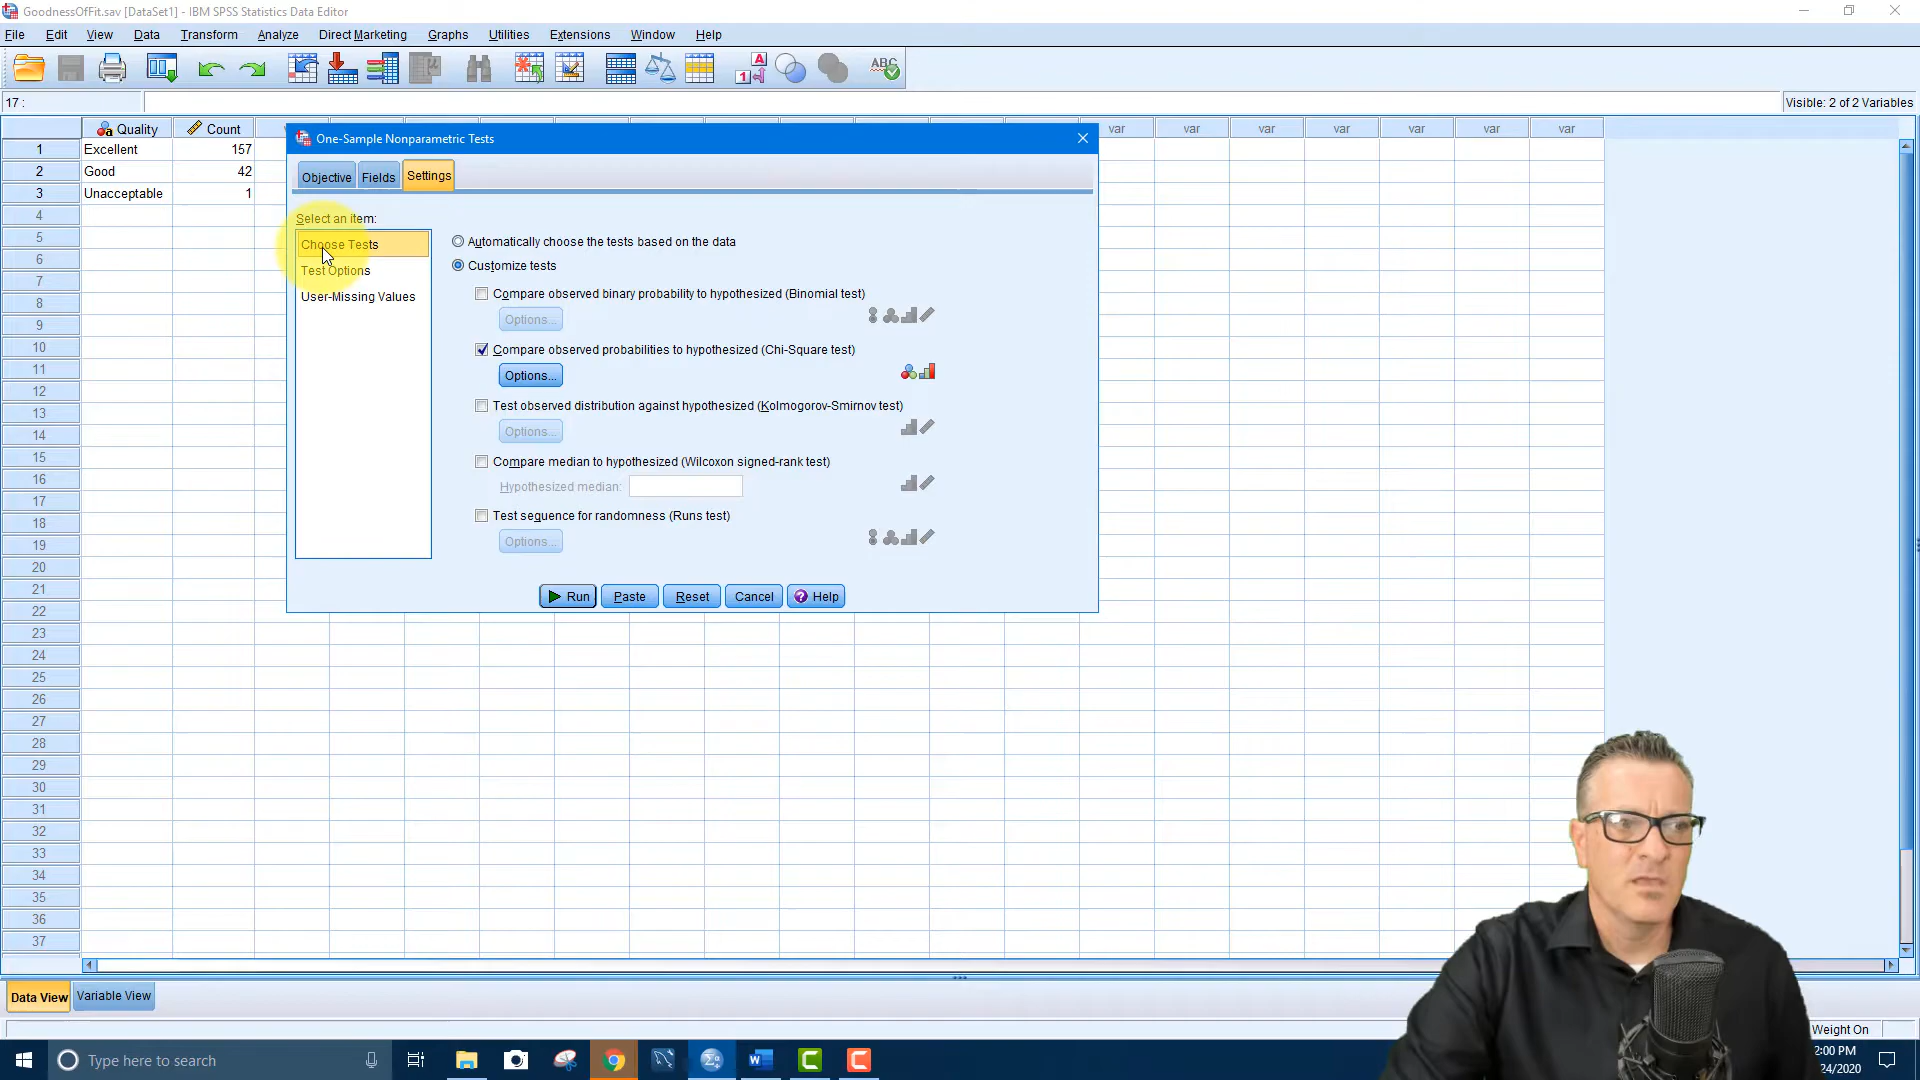 GoodnessOfFit.sav [DataSet1] - IBM SPSS Statistics Data Editor
File Edit View Data Transform Analyze Direct Marketing Graphs Utilities Extensions Window Help
17 :
Visible: 2 of 2 Variables
Quality Count var var var var var var var
1 Excellent 157
2 Good 42
3 Unacceptable 1
4
5
6
7
8
9
10
11
12
13
14
15
16
17
18
19
20
21
22
23
24
25
26
27
28
29
30
31
32
33
34
35
36
37
One-Sample Nonparametric Tests
Objective Fields Settings
Select an item:
Choose Tests
Test Options
User-Missing Values
Automatically choose the tests based on the data
Customize tests
Compare observed binary probability to hypothesized (Binomial test)
Options...
Compare observed probabilities to hypothesized (Chi-Square test)
Options...
Test observed distribution against hypothesized (Kolmogorov-Smirnov test)
Options...
Compare median to hypothesized (Wilcoxon signed-rank test)
Hypothesized median:
Test sequence for randomness (Runs test)
Options...
Run Paste Reset Cancel Help
Data View Variable View
Weight On
Type here to search
2:00 PM
24/2020